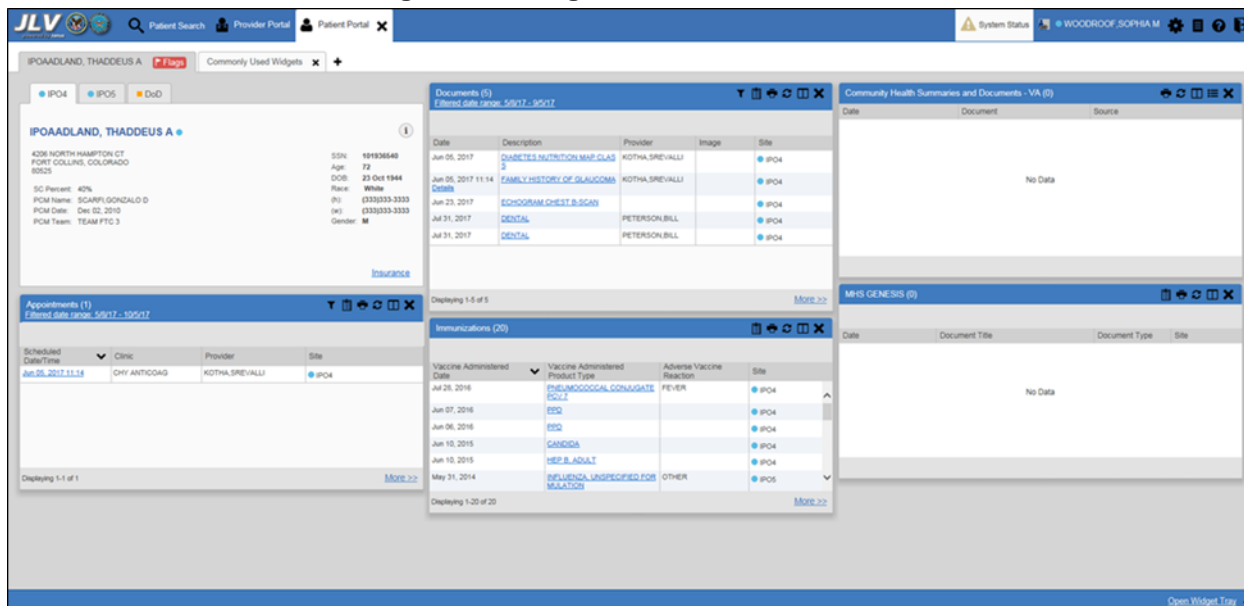 JLV Patient Search Provider Portal Patient Portal System Status WOODROOF,SOPHIA M
IPOAADLAND, THADDEUS A Flags Commonly Used Widgets
IPO4 IPO5 DoD
IPOAADLAND, THADDEUS A
4206 NORTH HAMPTON CT
FORT COLLINS, COLORADO
80525
SC Percent: 40%
PCM Name: SCARFI,GONZALO D
PCM Date: Dec 02, 2010
PCM Team: TEAM FTC 3
SSN: 101936640
Age: 72
DOB: 23 Oct 1944
Race: White
(h): (333)333-3333
(w): (333)333-3333
Gender: M
Insurance
Appointments (1)
Filtered date range: 5/8/17 - 10/5/17
Scheduled Date/Time Clinic Provider Site
Jun 05, 2017 11:14 CHY ANTICOAG KOTHA,SREVALLI IPO4
Displaying 1-1 of 1 More >>
Documents (5)
Filtered date range: 5/8/17 - 9/5/17
Date Description Provider Image Site
Jun 05, 2017 DIABETES NUTRITION MAP CLAS KOTHA,SREVALLI IPO4
S
Jun 05, 2017 11:14 FAMILY HISTORY OF GLAUCOMA KOTHA,SREVALLI IPO4
Details
Jun 23, 2017 ECHOGRAM CHEST B-SCAN IPO4
Jul 31, 2017 DENTAL PETERSON,BILL IPO4
Jul 31, 2017 DENTAL PETERSON,BILL IPO4
Displaying 1-5 of 5 More >>
Immunizations (20)
Vaccine Administered Vaccine Administered Adverse Vaccine Site
Date Product Type Reaction
Jul 28, 2016 PNEUMOCOCCAL CONJUGATE FEVER IPO4
PCV 7
Jun 07, 2016 PPD IPO4
Jun 06, 2016 PPD IPO4
Jun 10, 2015 CANDIDA IPO4
Jun 10, 2015 HEP B, ADULT IPO4
May 31, 2014 INFLUENZA, UNSPECIFIED FOR OTHER IPO5
MULATION
Displaying 1-20 of 20 More >>
Community Health Summaries and Documents - VA (0)
Date Document Source
No Data
MHS GENESIS (0)
Date Document Title Document Type Site
No Data
Open Widget Tray